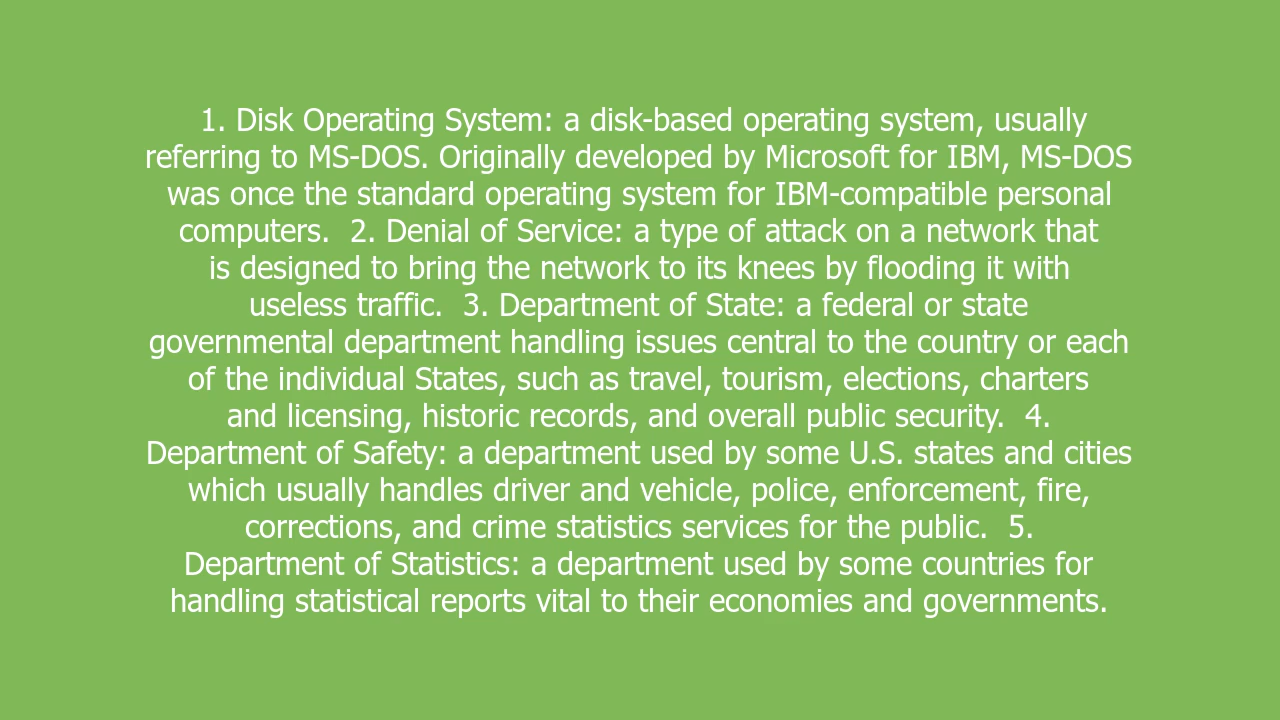 1. Disk Operating System: a disk-based operating system, usually
referring to MS-DOS. Originally developed by Microsoft for IBM, MS-DOS
was once the standard operating system for IBM-compatible personal
computers.  2. Denial of Service: a type of attack on a network that
is designed to bring the network to its knees by flooding it with
useless traffic.  3. Department of State: a federal or state
governmental department handling issues central to the country or each
of the individual States, such as travel, tourism, elections, charters
and licensing, historic records, and overall public security.  4.
Department of Safety: a department used by some U.S. states and cities
which usually handles driver and vehicle, police, enforcement, fire,
corrections, and crime statistics services for the public.  5.
Department of Statistics: a department used by some countries for
handling statistical reports vital to their economies and governments.